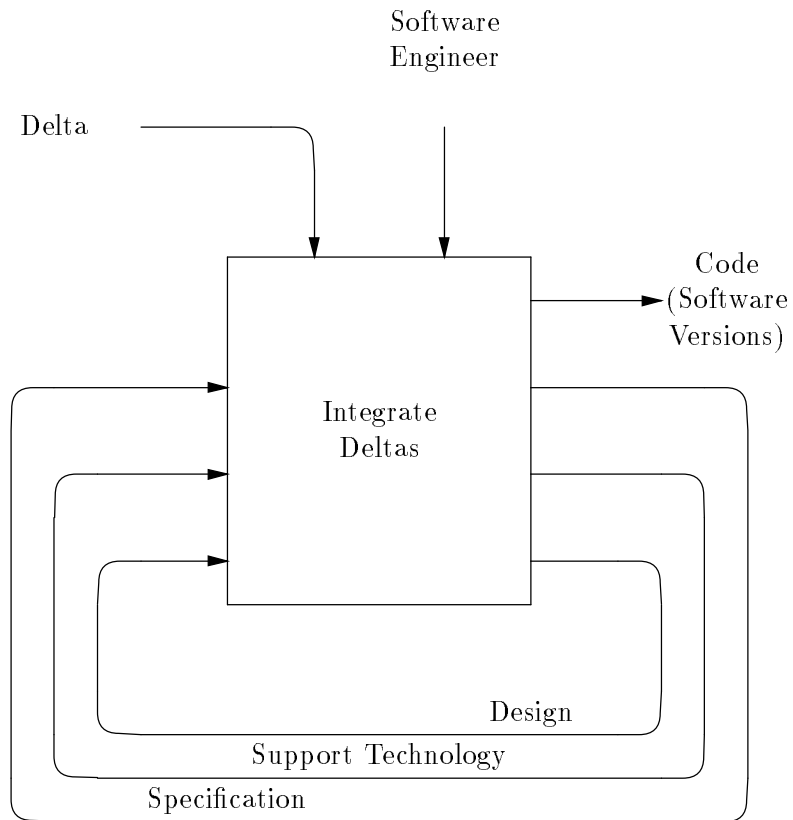 Software
Engineer
Delta
Code
(Software
Versions)
Integrate
Deltas
Design
Support Technology
Specification